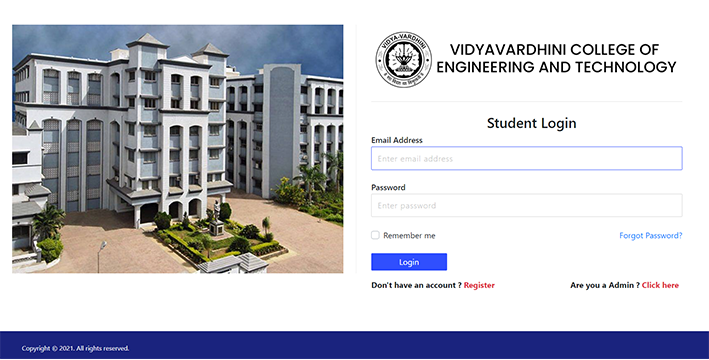 VIDYA-VARDHINI
VIDYAVARDHINI COLLEGE OF
ENGINEERING AND TECHNOLOGY
Student Login
Email Address
Enter email address
Password
Enter password
Remember me
Forgot Password?
Login
Don't have an account ? Register
Are you a Admin ? Click here
Copyright © 2021. All rights reserved.